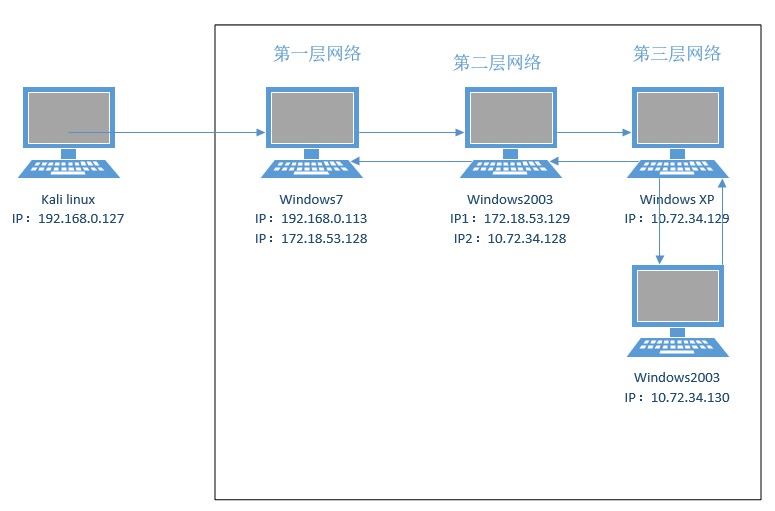 第一层网络
第二层网络
第三层网络
Kali linux
IP：192.168.0.127
Windows7
IP：192.168.0.113
IP：172.18.53.128
Windows2003
IP1：172.18.53.129
IP2：10.72.34.128
Windows XP
IP：10.72.34.129
Windows2003
IP：10.72.34.130